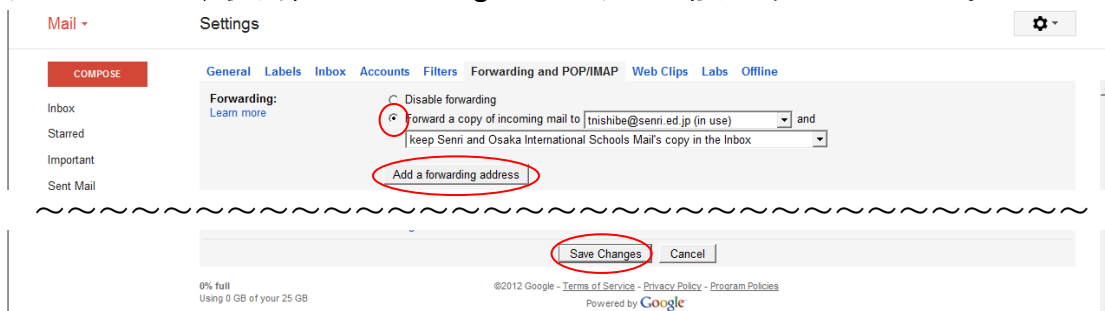 Mail
Settings
COMPOSE
General Labels Inbox Accounts Filters Forwarding and POP/IMAP Web Clips Labs Offline
Forwarding:
Learn more
Disable forwarding
Forward a copy of incoming mail to tnishibe@senri.ed.jp (in use) and
keep Senri and Osaka International Schools Mail's copy in the Inbox
Add a forwarding address
Inbox
Starred
Important
Sent Mail
Save Changes Cancel
0% full
Using 0 GB of your 25 GB
©2012 Google - Terms of Service - Privacy Policy - Program Policies
Powered by Google